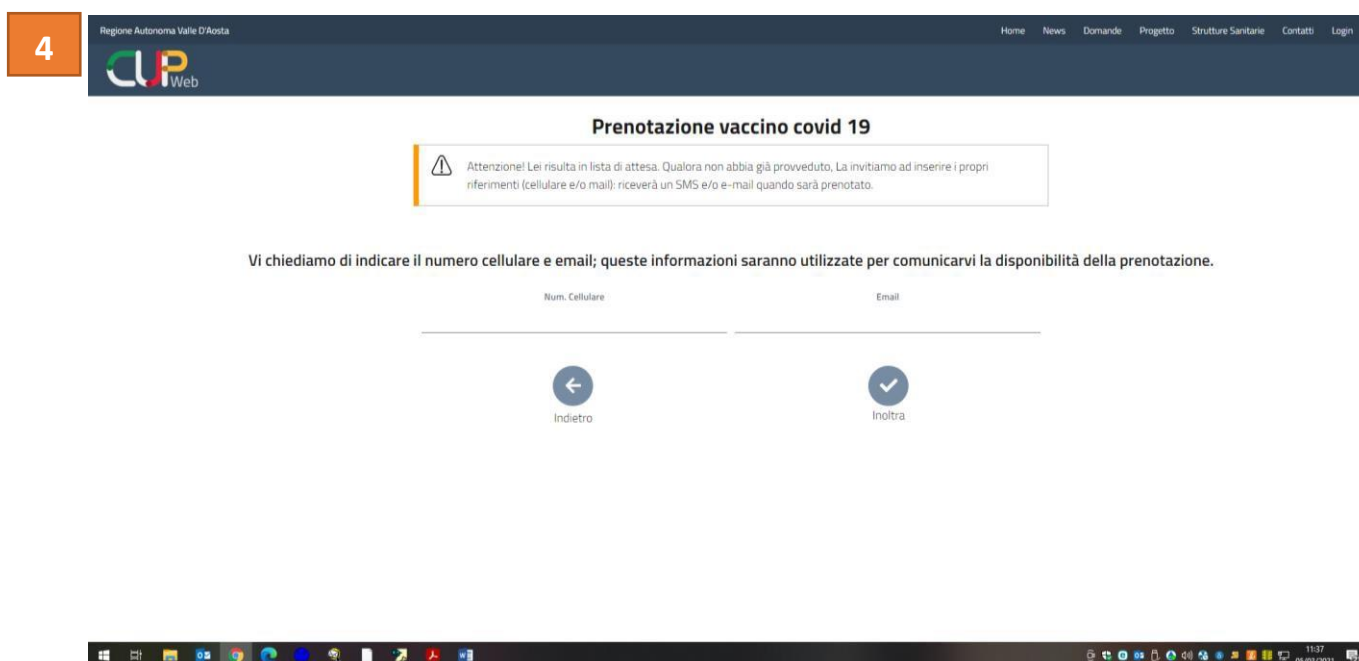 4
Regione Autonoma Valle D'Aosta
Home News Domande Progetto Strutture Sanitarie Contatti Login
CUP Web
Prenotazione vaccino covid 19
Attenzione! Lei risulta in lista di attesa. Qualora non abbia già provveduto, La invitiamo ad inserire i propri
riferimenti (cellulare e/o mail): riceverà un SMS e/o e-mail quando sarà prenotato.
Vi chiediamo di indicare il numero cellulare e email; queste informazioni saranno utilizzate per comunicarvi la disponibilità della prenotazione.
Num. Cellulare Email
Indietro Inoltra
11:37